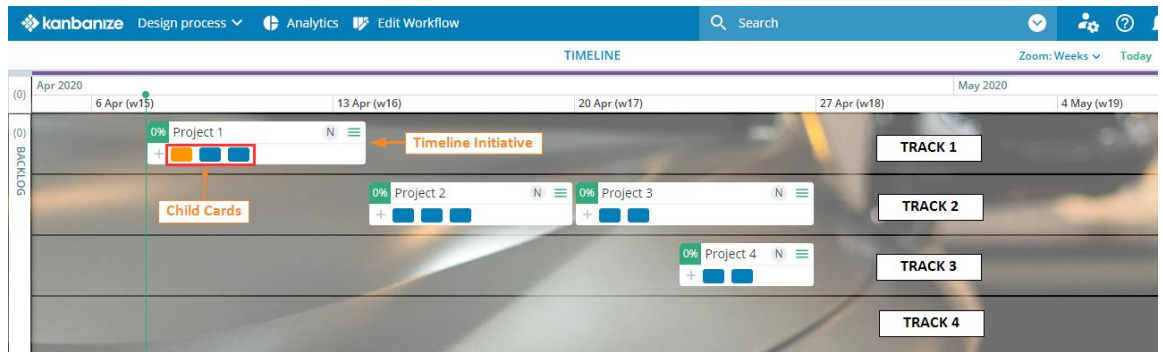 kanbanize Design process Analytics Edit Workflow Search
TIMELINE Zoom: Weeks Today
(0) Apr 2020 May 2020
6 Apr (w15) 13 Apr (w16) 20 Apr (w17) 27 Apr (w18) 4 May (w19)
(0) BACKLOG
0% Project 1 N
+
Timeline Initiative
TRACK 1
Child Cards
0% Project 2 N
+
0% Project 3 N
+
TRACK 2
0% Project 4 N
+
TRACK 3
TRACK 4